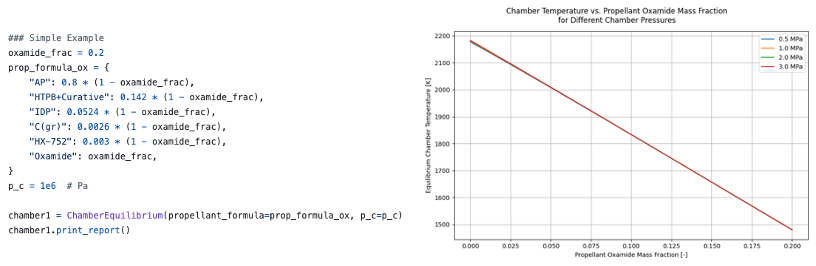 ### Simple Example
oxamide_frac = 0.2
prop_formula_ox = {
    "AP": 0.8 * (1 - oxamide_frac),
    "HTPB+Curative": 0.142 * (1 - oxamide_frac),
    "IDP": 0.0524 * (1 - oxamide_frac),
    "C(gr)": 0.0026 * (1 - oxamide_frac),
    "HX-752": 0.003 * (1 - oxamide_frac),
    "Oxamide": oxamide_frac,
}
p_c = 1e6  # Pa
chamber1 = ChamberEquilibrium(propellant_formula=prop_formula_ox, p_c=p_c)
chamber1.print_report()
Chamber Temperature vs. Propellant Oxamide Mass Fraction
for Different Chamber Pressures
0.5 MPa
1.0 MPa
2.0 MPa
3.0 MPa
Equilibrium Chamber Temperature [K]
2200
2100
2000
1900
1800
1700
1600
1500
0.000
0.025
0.050
0.075
0.100
0.125
0.150
0.175
0.200
Propellant Oxamide Mass Fraction [-]